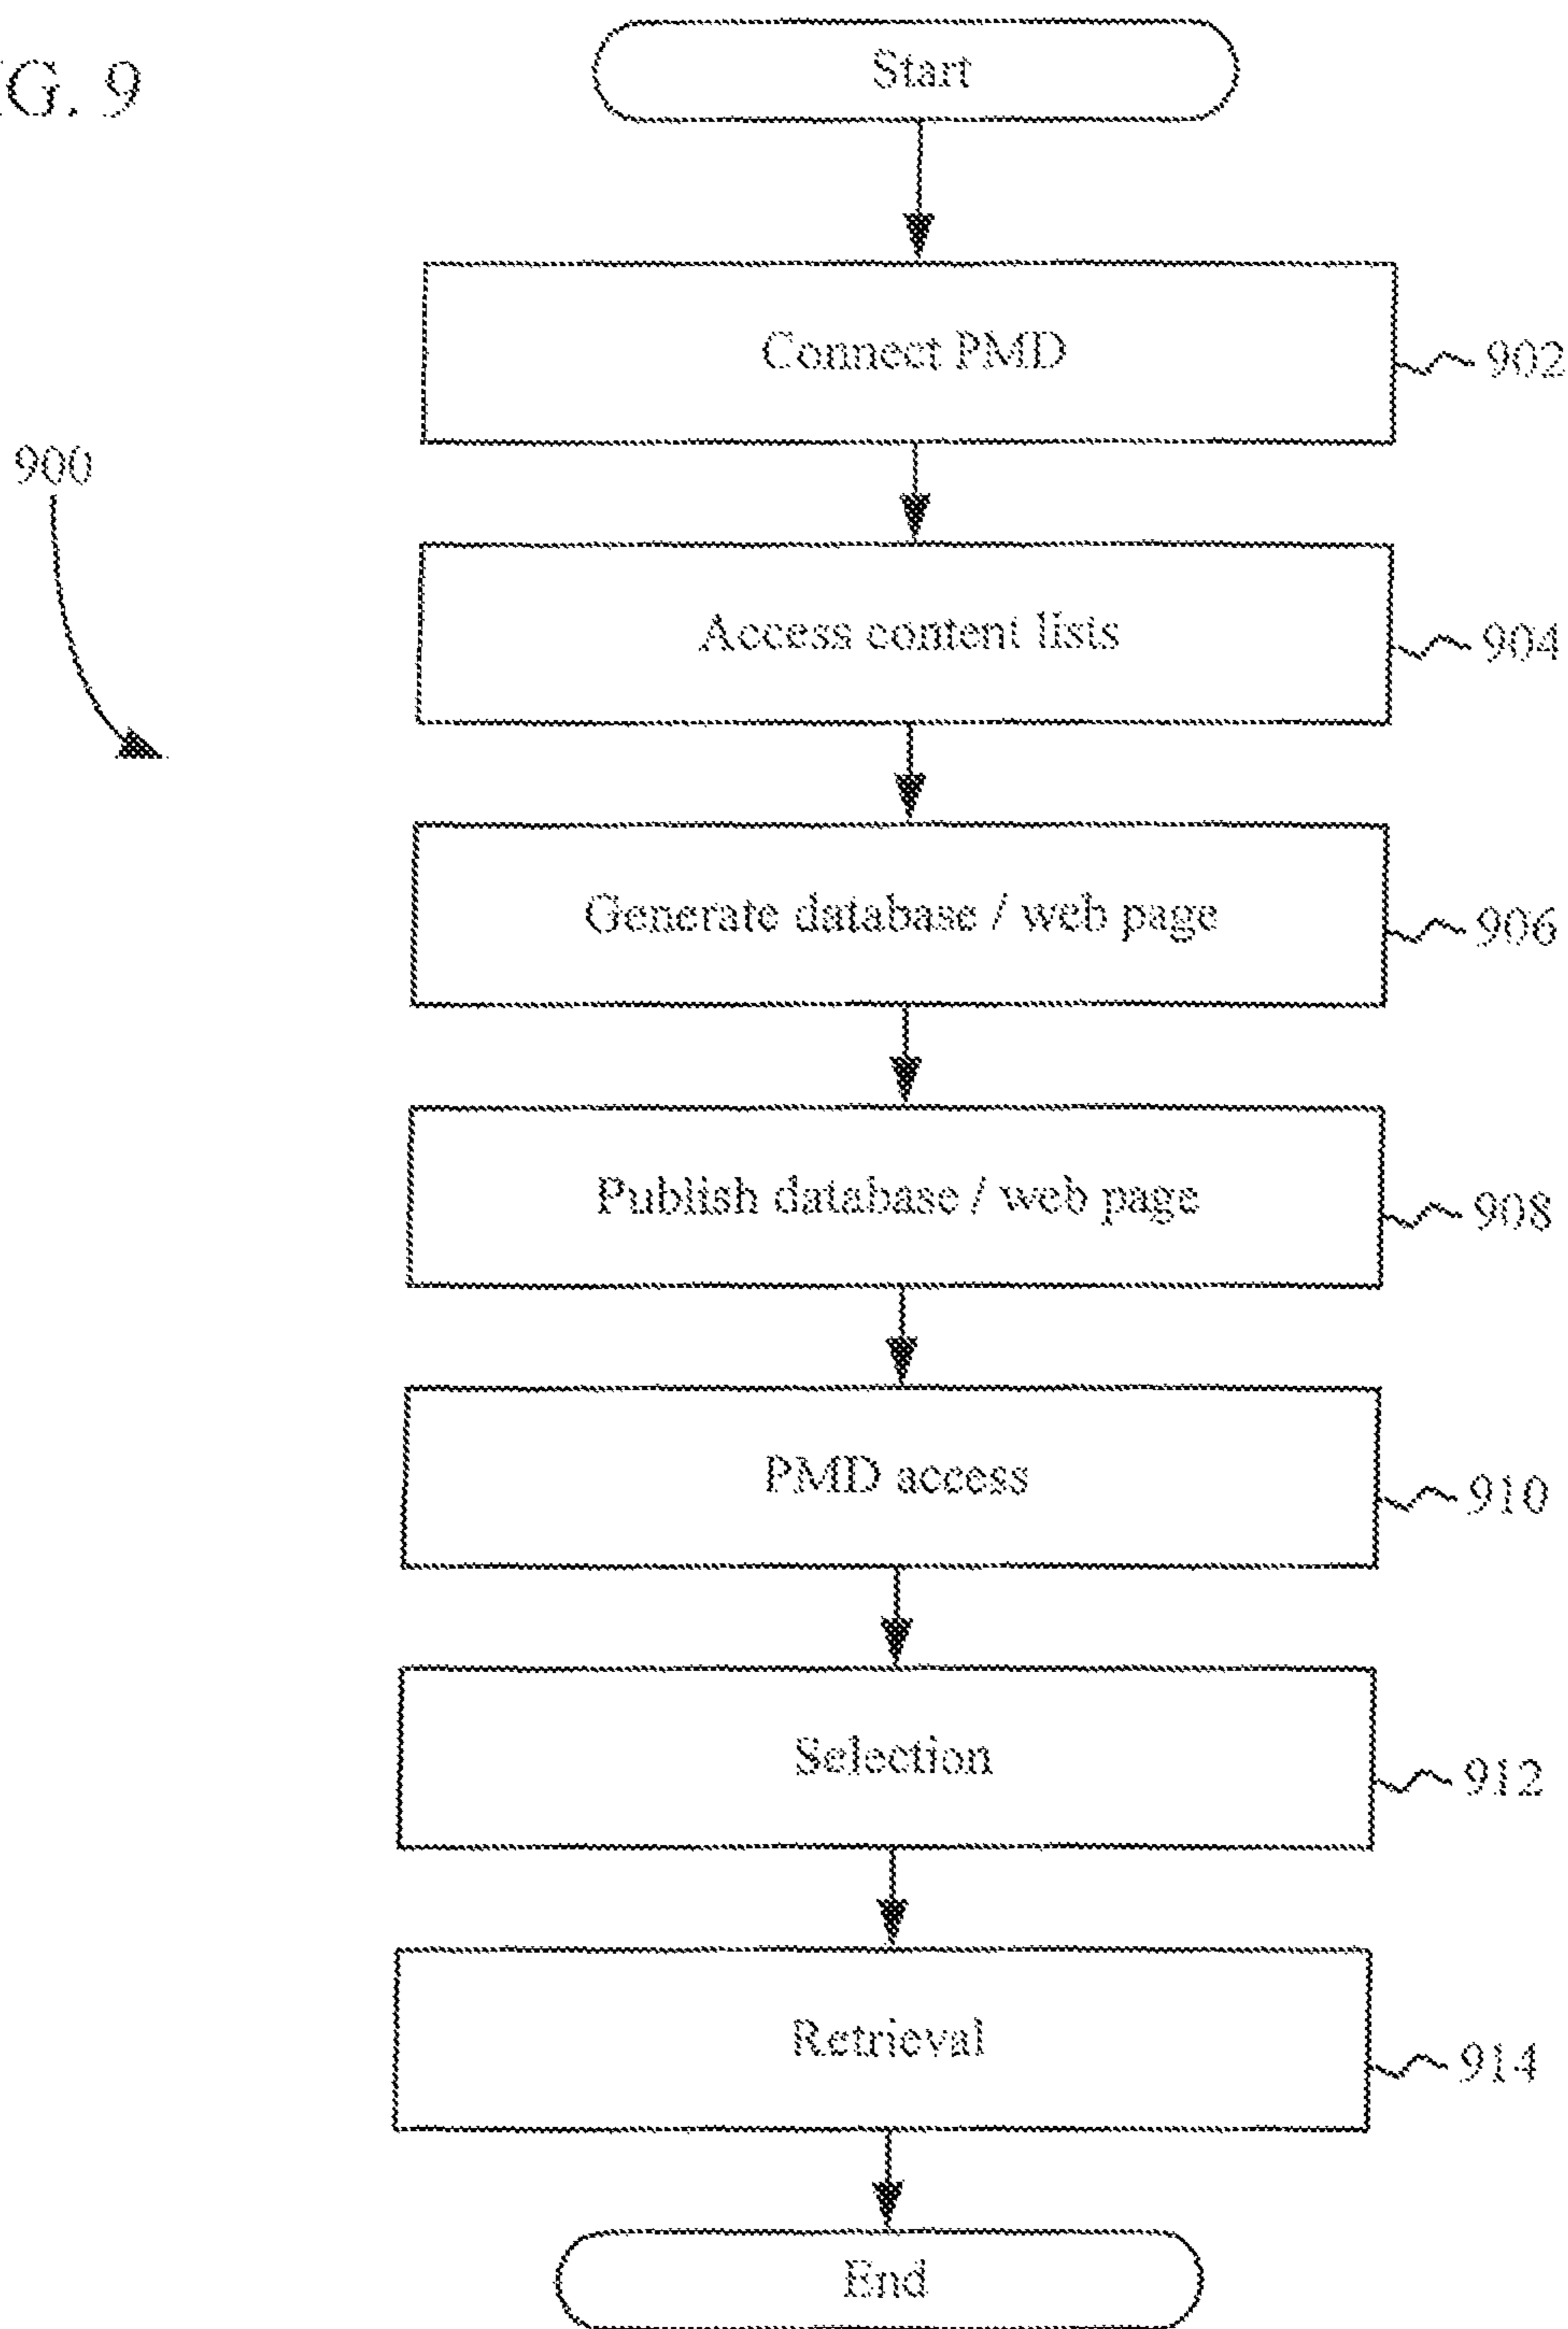 G. 9
Start
Connect PMD
902
900
Access content lists
904
Generate database / web page
906
Publish database / web page
908
PMD access
910
Selection
912
Retrieval
914
End